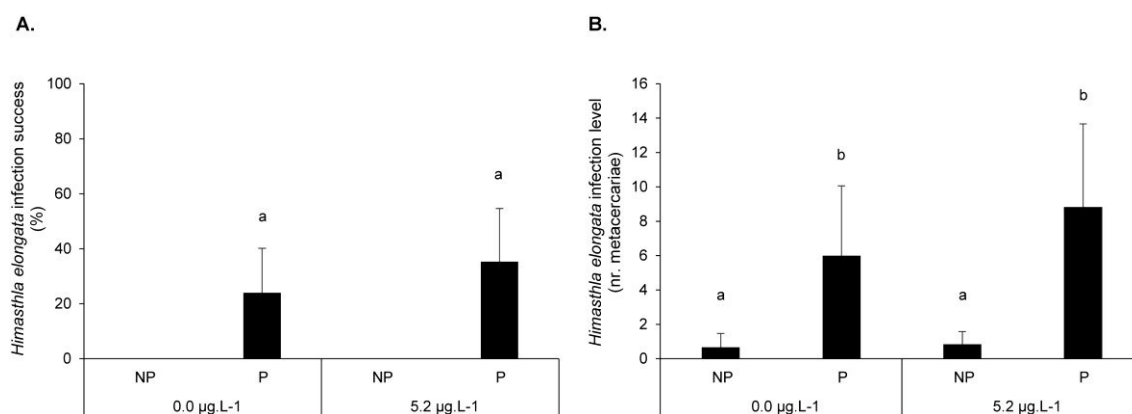 A.
Himasthla elongata infection success
(%)
100
80
60
40
20
0
a
a
NP
P
NP
P
0.0 µg.L-1
5.2 µg.L-1
B.
Himasthla elongata infection level
(nr. metacercariae)
16
14
12
10
8
6
4
2
0
a
b
a
b
NP
P
NP
P
0.0 µg.L-1
5.2 µg.L-1